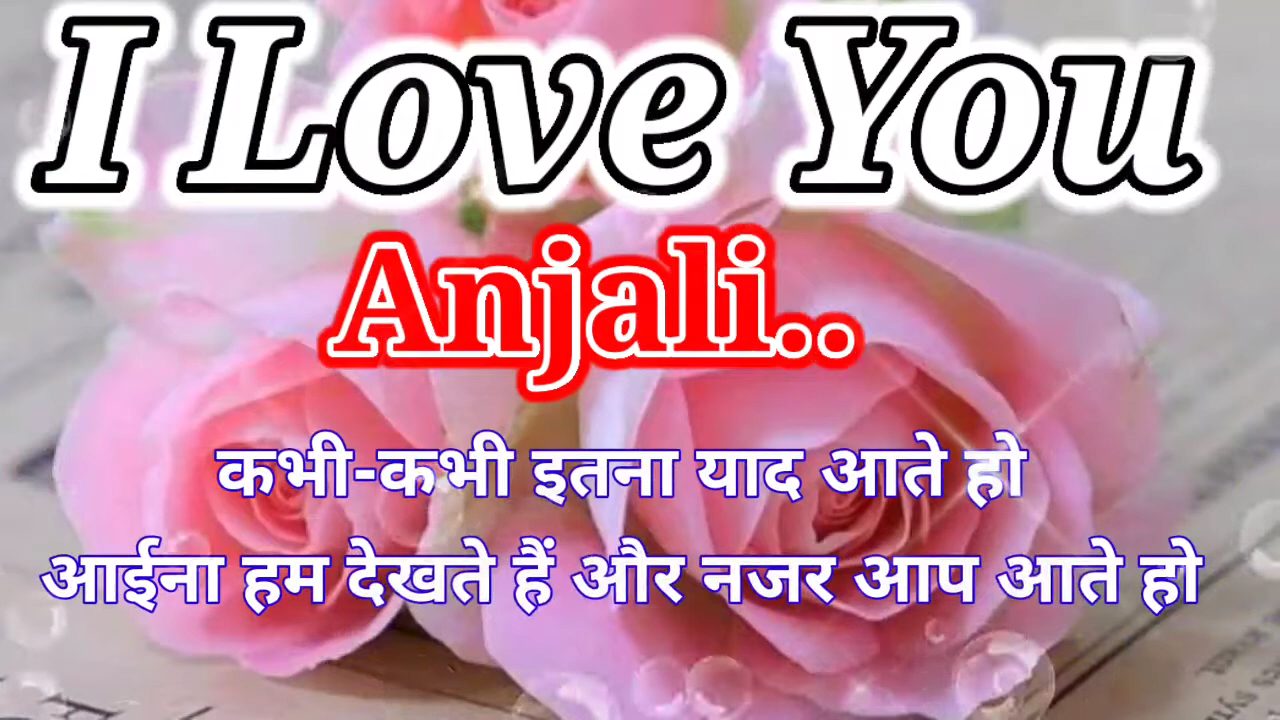 I Love You
Anjali..
कभी-कभी इतना याद आते हो
आईना हम देखते हैं और नजर आप आते हो